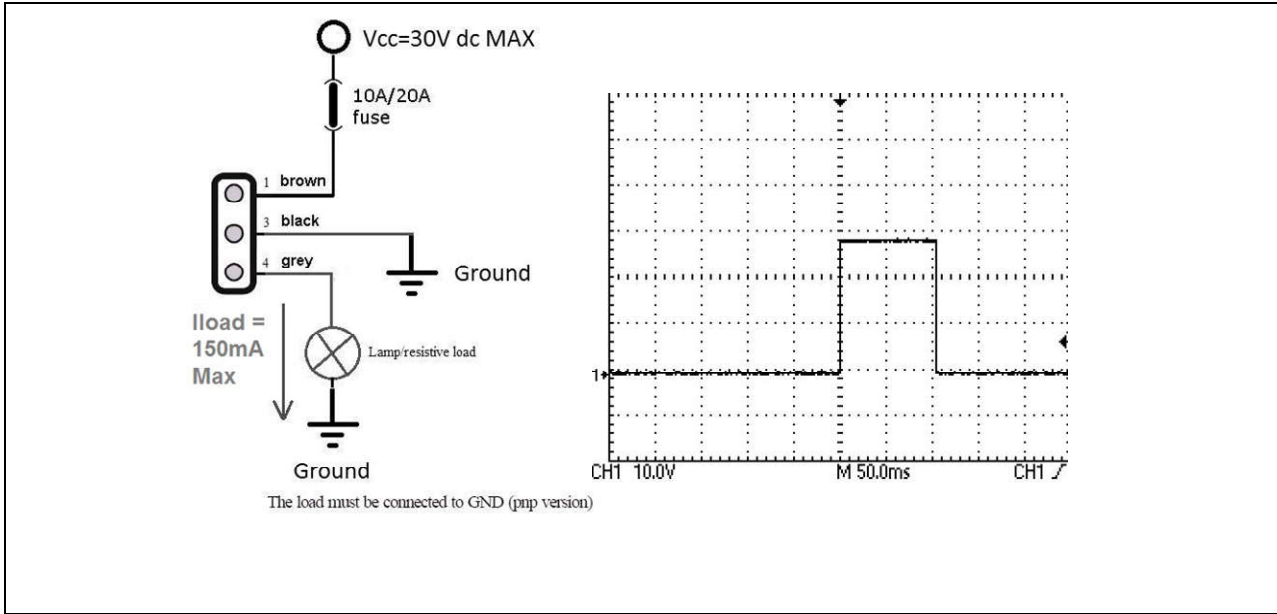 Vcc=30V dc MAX
10A/20A
fuse
1 brown
3 black
4 grey
Ground
Iload =
150mA
Max
Lamp/resistive load
Ground
The load must be connected to GND (pnp version)
1
CH1 10.0V M 50.0ms CH1